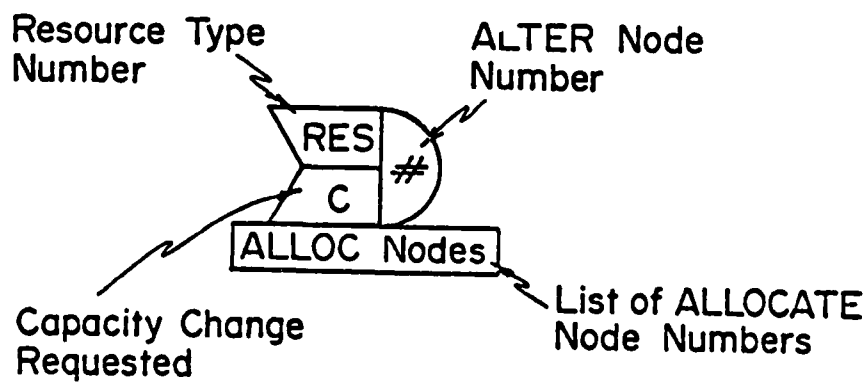 Resource Type
Number
ALTER Node
Number
RES
#
C
ALLOC Nodes
Capacity Change
Requested
List of ALLOCATE
Node Numbers